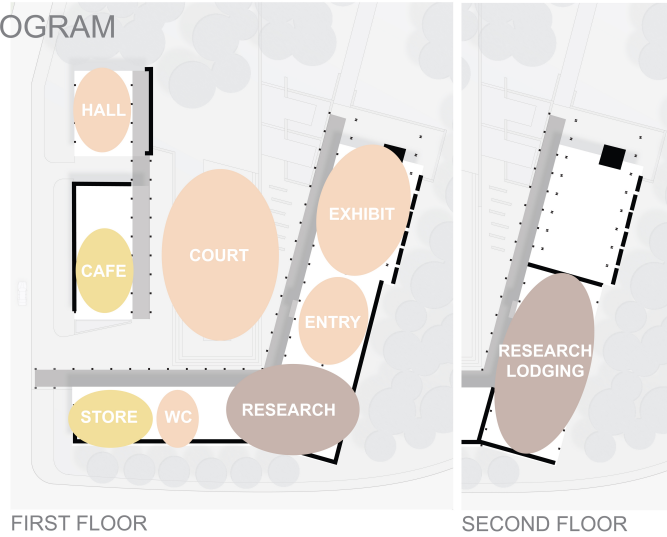 OGRAM
HALL
EXHIBIT
COURT
CAFE
ENTRY
RESEARCH
LODGING
STORE
WC
RESEARCH
FIRST FLOOR
SECOND FLOOR